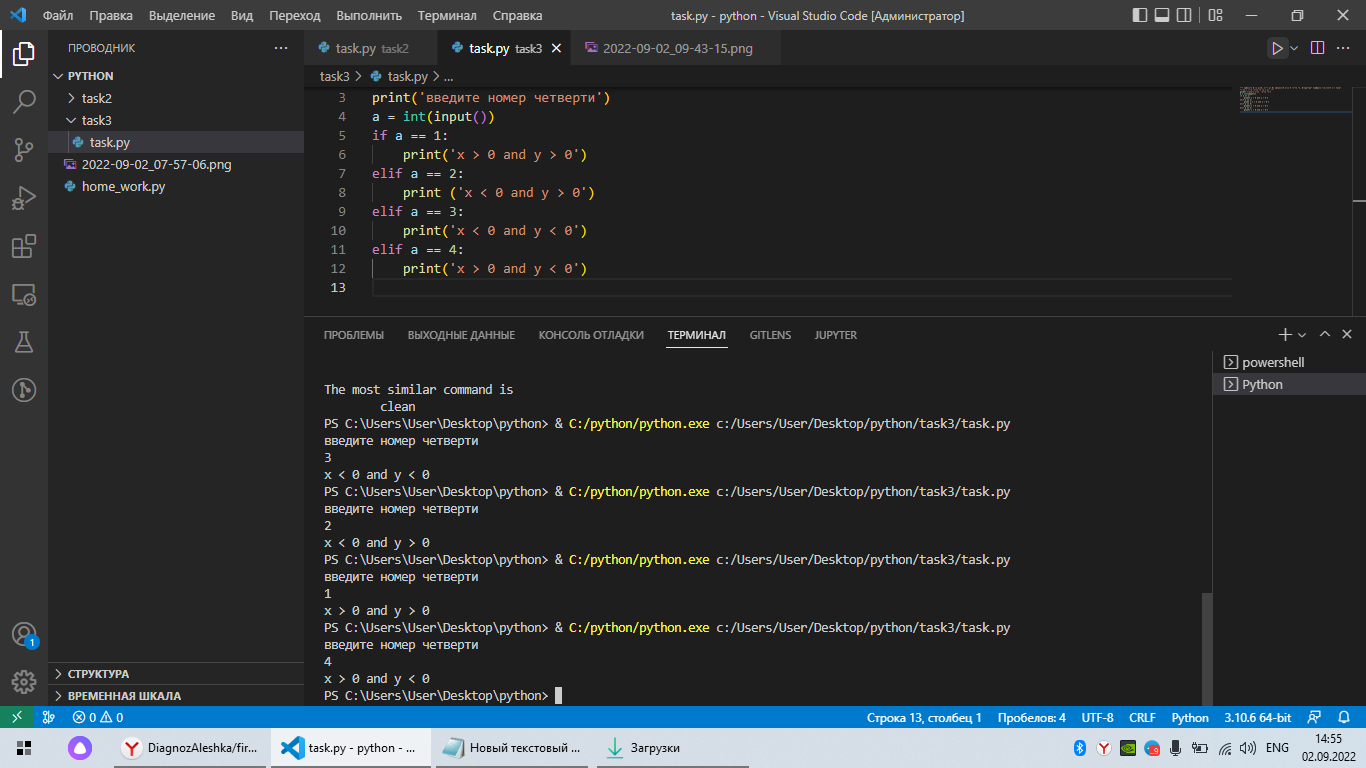 Файл Правка Выделение Вид Переход Выполнить Терминал Справка task.py - python - Visual Studio Code [Администратор]
ПРОВОДНИК ···
PYTHON
task2
task3
task.py
2022-09-02_07-57-06.png
home_work.py
СТРУКТУРА
ВРЕМЕННАЯ ШКАЛА
task.py task2 task.py task3 2022-09-02_09-43-15.png
task3 > task.py > ...
3 print('введите номер четверти')
4 a = int(input())
5 if a == 1:
6 print('x > 0 and y > 0')
7 elif a == 2:
8 print ('x < 0 and y > 0')
9 elif a == 3:
10 print('x < 0 and y < 0')
11 elif a == 4:
12 print('x > 0 and y < 0')
13
ПРОБЛЕМЫ ВЫХОДНЫЕ ДАННЫЕ КОНСОЛЬ ОТЛАДКИ ТЕРМИНАЛ GITLENS JUPYTER
The most similar command is
clean
PS C:\Users\User\Desktop\python> & C:/python/python.exe c:/Users/User/Desktop/python/task3/task.py
введите номер четверти
3
x < 0 and y < 0
PS C:\Users\User\Desktop\python> & C:/python/python.exe c:/Users/User/Desktop/python/task3/task.py
введите номер четверти
2
x < 0 and y > 0
PS C:\Users\User\Desktop\python> & C:/python/python.exe c:/Users/User/Desktop/python/task3/task.py
введите номер четверти
1
x > 0 and y > 0
PS C:\Users\User\Desktop\python> & C:/python/python.exe c:/Users/User/Desktop/python/task3/task.py
введите номер четверти
4
x > 0 and y < 0
PS C:\Users\User\Desktop\python>
powershell
Python
1
0 0 Строка 13, столбец 1 Пробелов: 4 UTF-8 CRLF Python 3.10.6 64-bit
DiagnozAleshka/fir... task.py - python - ... Новый текстовый ... Загрузки ENG 14:55
02.09.2022